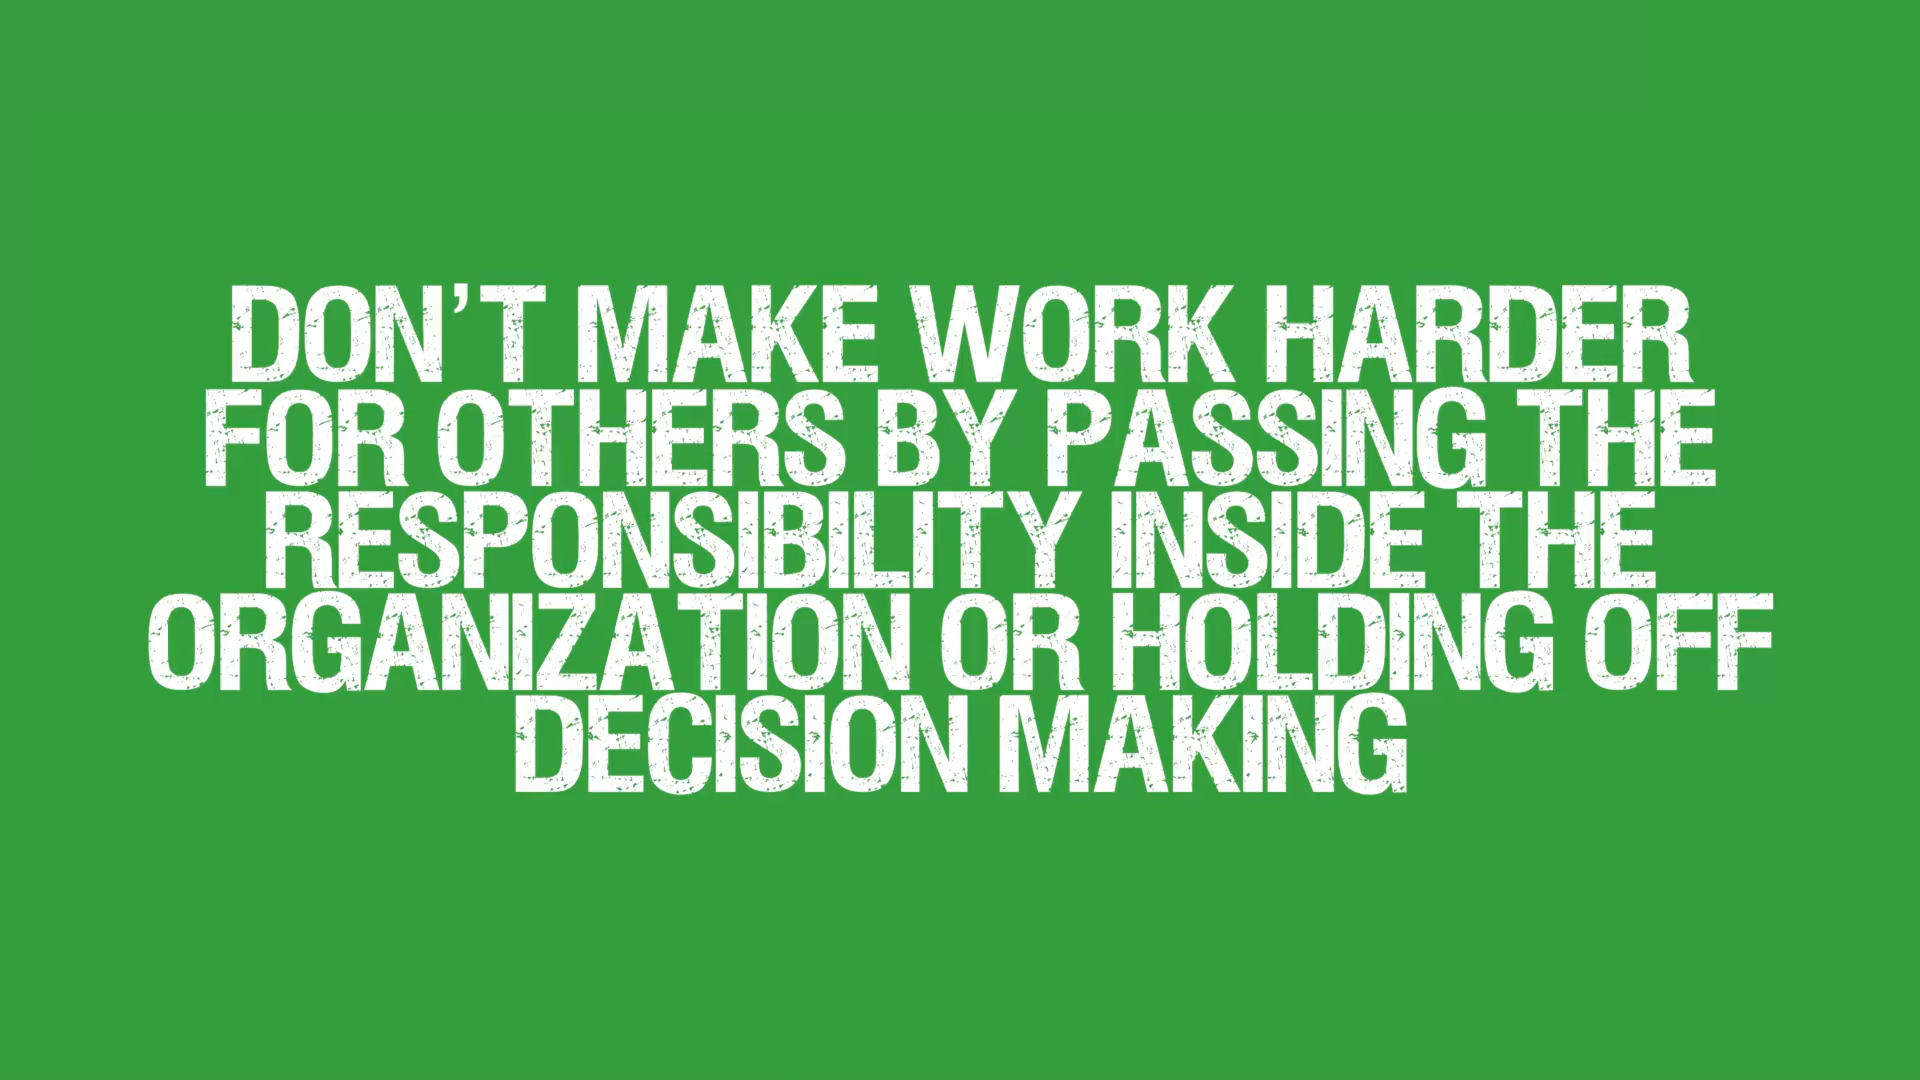 DON’T MAKE WORK HARDER
FOR OTHERS BY PASSING THE
RESPONSIBILITY INSIDE THE
ORGANIZATION OR HOLDING OFF
DECISION MAKING